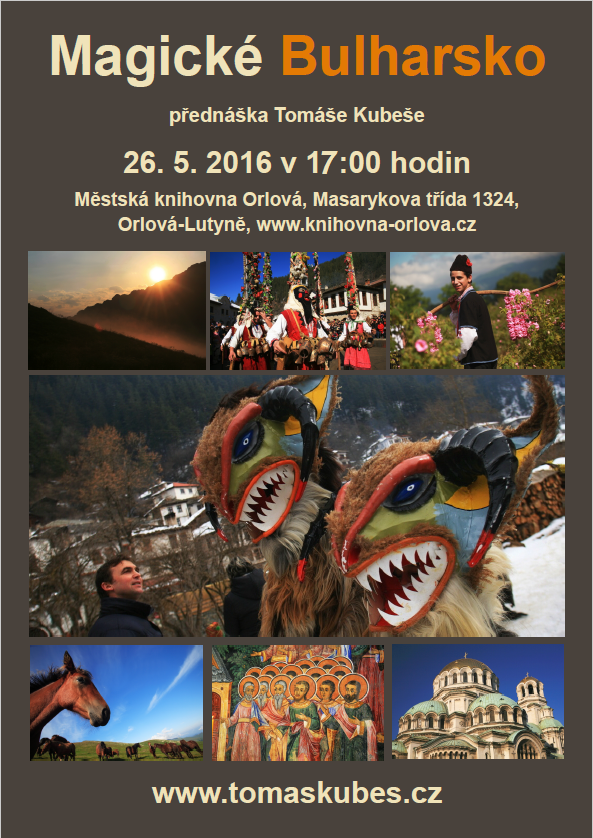 Magické Bulharsko
přednáška Tomáše Kubeše
26. 5. 2016 v 17:00 hodin
Městská knihovna Orlová, Masarykova třída 1324,
Orlová-Lutyně, www.knihovna-orlova.cz
www.tomaskubes.cz